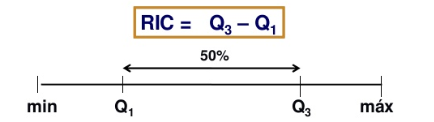 RIC = Q₃ – Q₁
50%
min Q₁ Q₃ máx